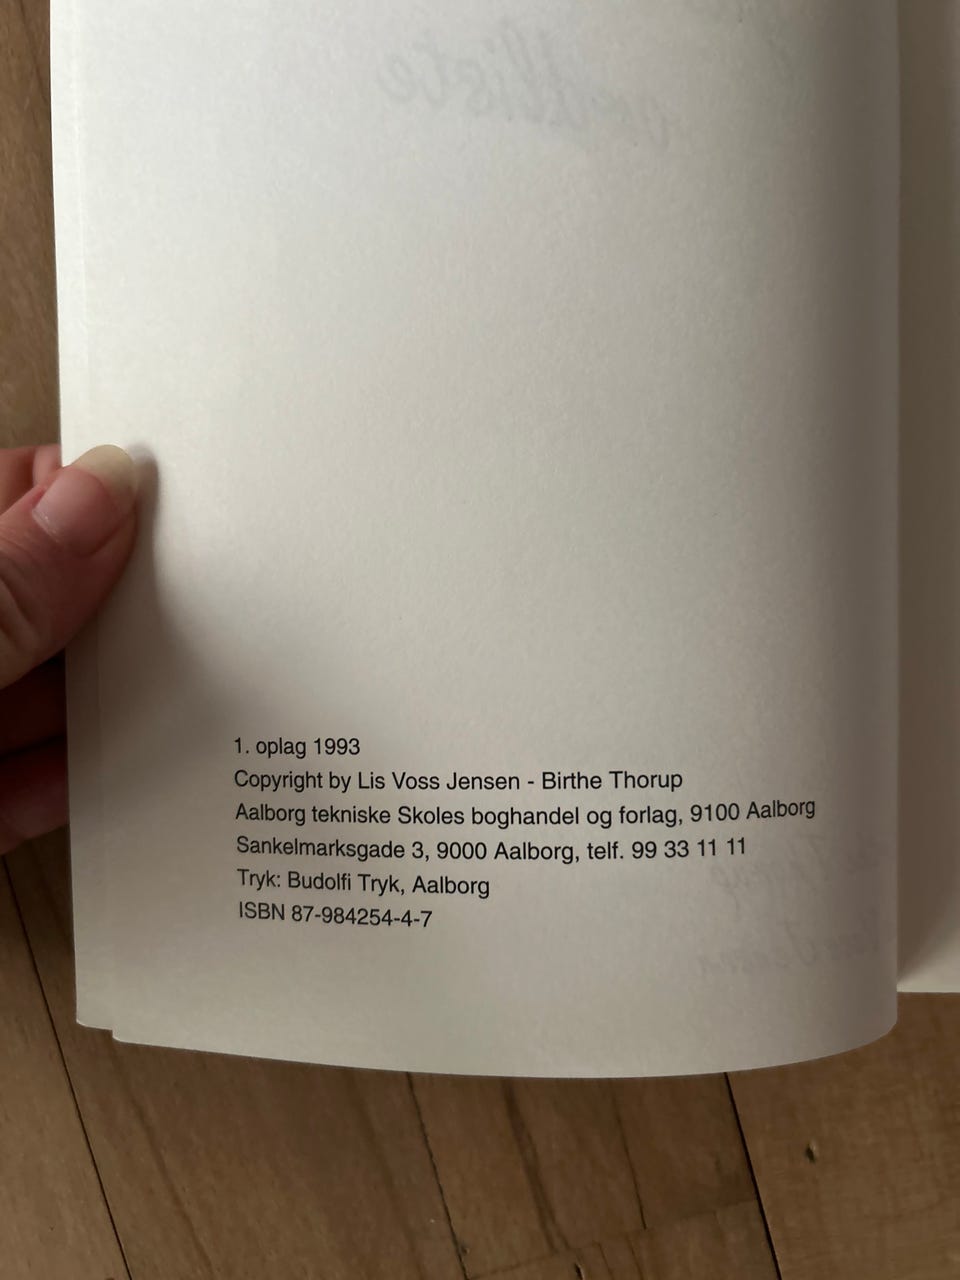 1. oplag 1993
Copyright by Lis Voss Jensen - Birthe Thorup
Aalborg tekniske Skoles boghandel og forlag, 9100 Aalborg
Sankelmarksgade 3, 9000 Aalborg, telf. 99 33 11 11
Tryk: Budolfi Tryk, Aalborg
ISBN 87-984254-4-7